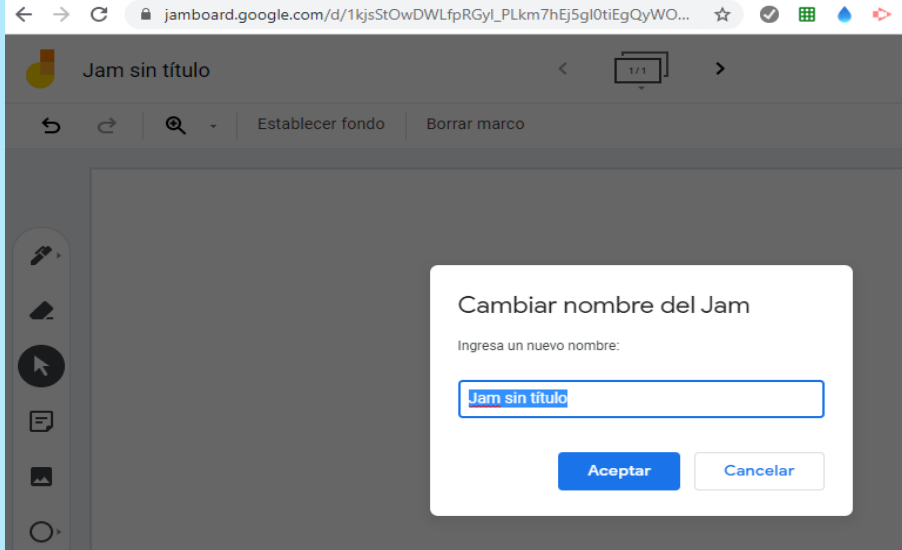 jamboard.google.com/d/1kjsStOwDWLfpRGyl_PLkm7hEj5gl0tiEgQyWO...
Jam sin título
1 / 1
Establecer fondo Borrar marco
Cambiar nombre del Jam
Ingresa un nuevo nombre:
Jam sin título
Aceptar Cancelar